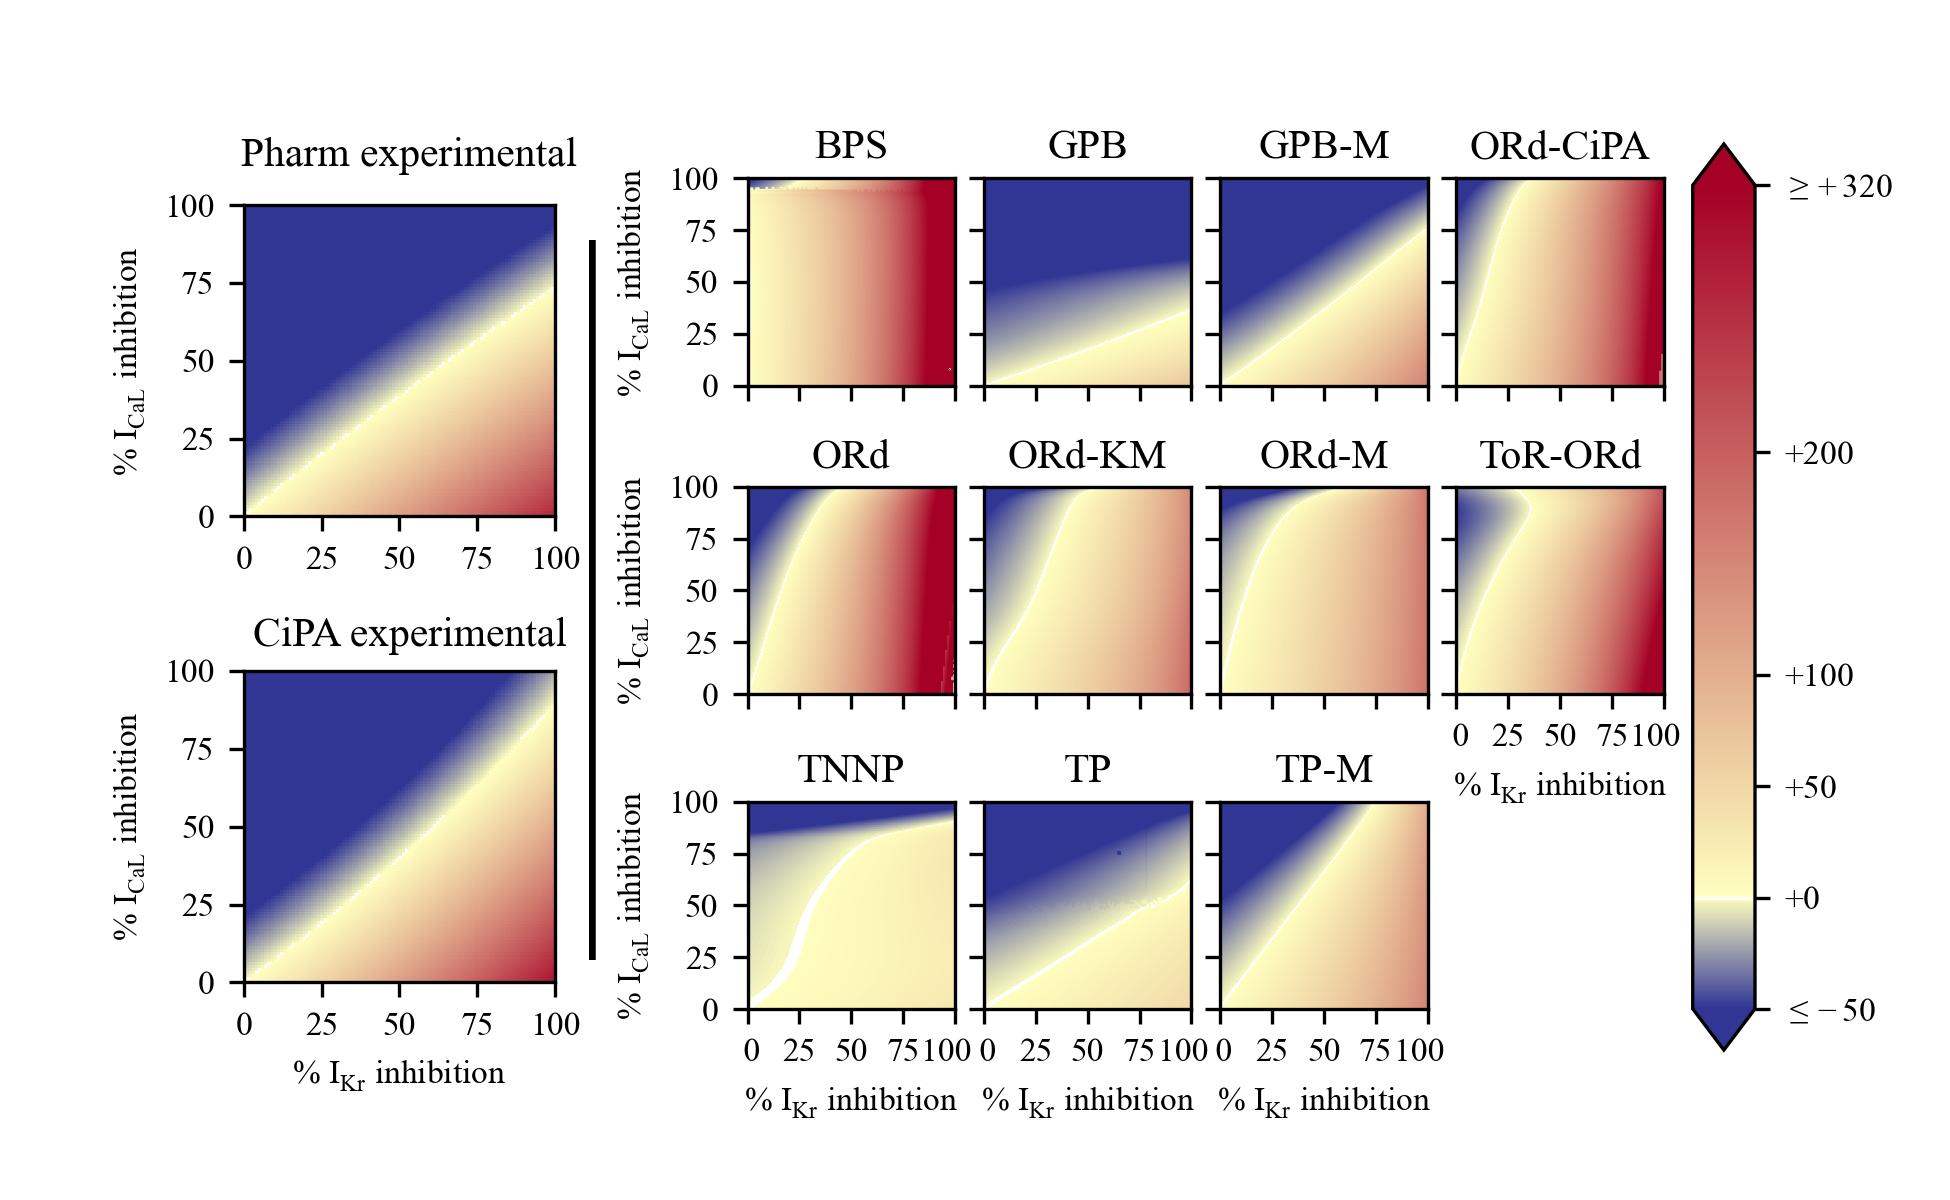 Pharm experimental
% I_CaL inhibition
100
75
50
25
0
0 25 50 75 100
CiPA experimental
% I_CaL inhibition
100
75
50
25
0
0 25 50 75 100
% I_Kr inhibition
BPS GPB GPB-M ORd-CiPA
% I_CaL inhibition
100
75
50
25
0
ORd ORd-KM ORd-M ToR-ORd
% I_CaL inhibition
100
75
50
25
0
0 25 50 75 100
% I_Kr inhibition
TNNP TP TP-M
% I_CaL inhibition
100
75
50
25
0
0 25 50 75 100 0 25 50 75 100 0 25 50 75 100
% I_Kr inhibition % I_Kr inhibition % I_Kr inhibition
≥+320
+200
+100
+50
+0
≤−50